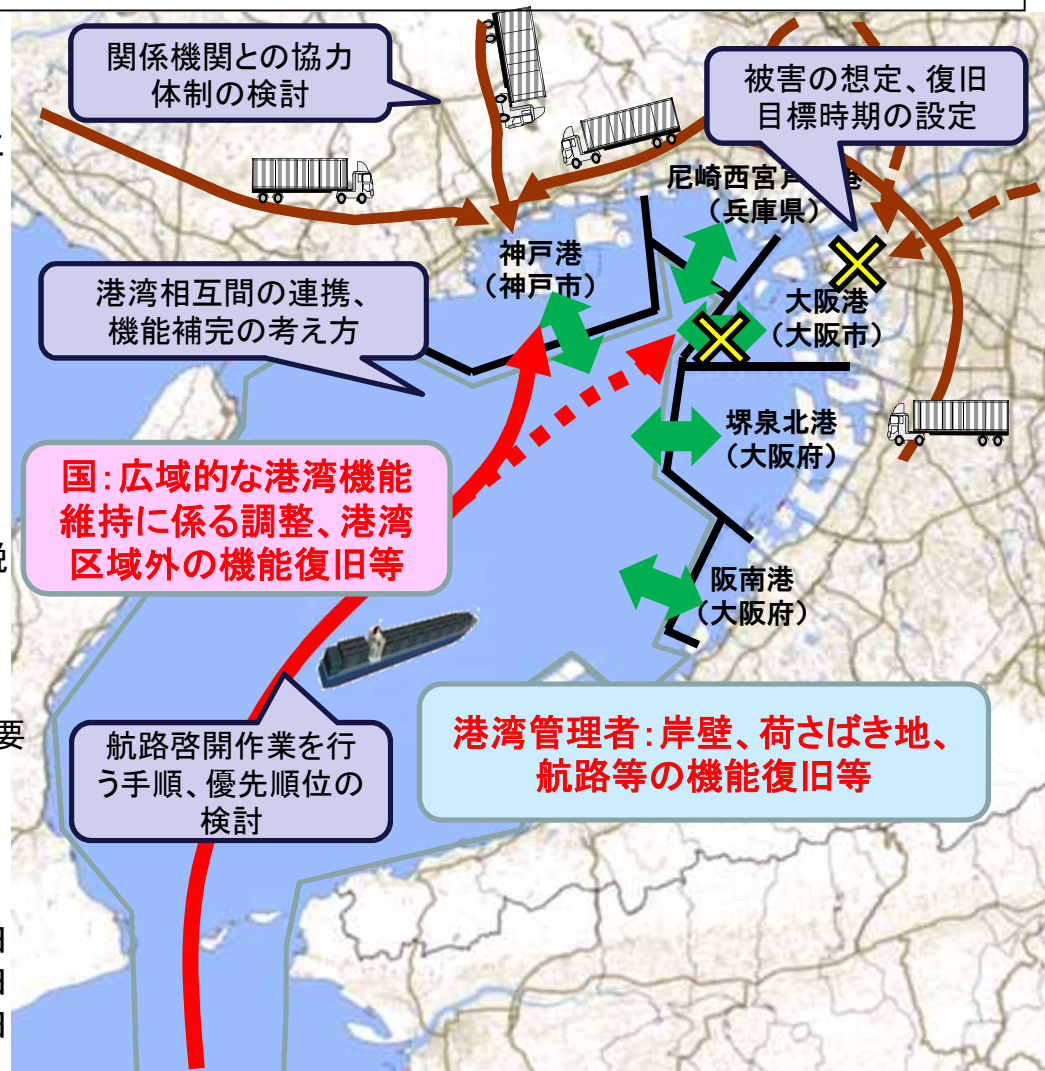 関係機関との協力
体制の検討
被害の想定、復旧
目標時期の設定
尼崎西宮 港
（兵庫県）
神戸港
（神戸市）
港湾相互間の連携、
機能補完の考え方
大阪港
（大阪市）
堺泉北港
（大阪府）
国：広域的な港湾機能
維持に係る調整、港湾
区域外の機能復旧等
阪南港
（大阪府）
要
航路啓開作業を行
う手順、優先順位の
検討
港湾管理者：岸壁、荷さばき地、
航路等の機能復旧等